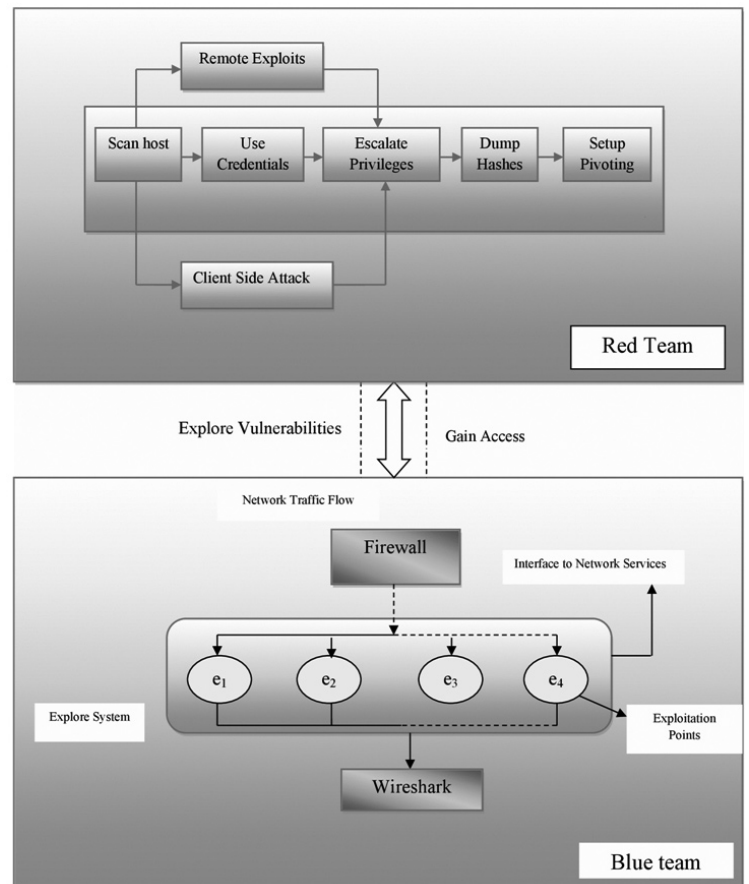 Remote Exploits
Scan host
Use
Credentials
Escalate
Privileges
Dump
Hashes
Setup
Pivoting
Client Side Attack
Red Team
Explore Vulnerabilities
Gain Access
Network Traffic Flow
Firewall
Interface to Network Services
e₁
e₂
e₃
e₄
Explore System
Exploitation
Points
Wireshark
Blue team